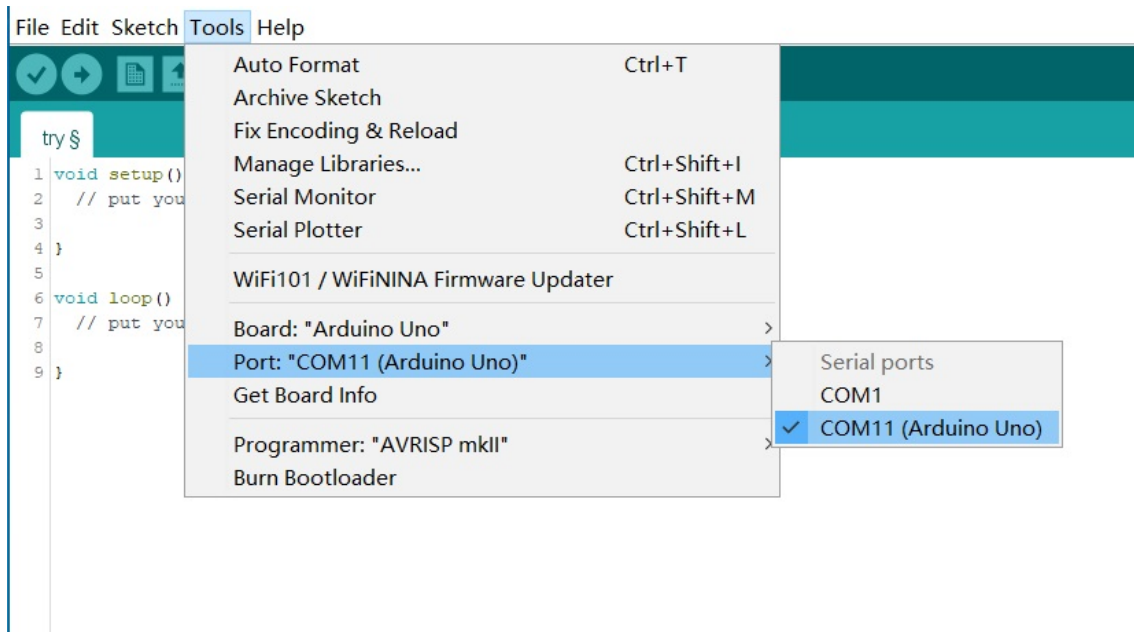 File Edit Sketch Tools Help
Auto Format Ctrl+T
Archive Sketch
Fix Encoding & Reload
Manage Libraries... Ctrl+Shift+I
Serial Monitor Ctrl+Shift+M
Serial Plotter Ctrl+Shift+L
WiFi101 / WiFiNINA Firmware Updater
Board: "Arduino Uno"
Port: "COM11 (Arduino Uno)"
Get Board Info
Programmer: "AVRISP mkII"
Burn Bootloader
Serial ports
COM1
COM11 (Arduino Uno)
try §
1 void setup()
2 // put you
3
4 }
5
6 void loop()
7 // put you
8
9 }